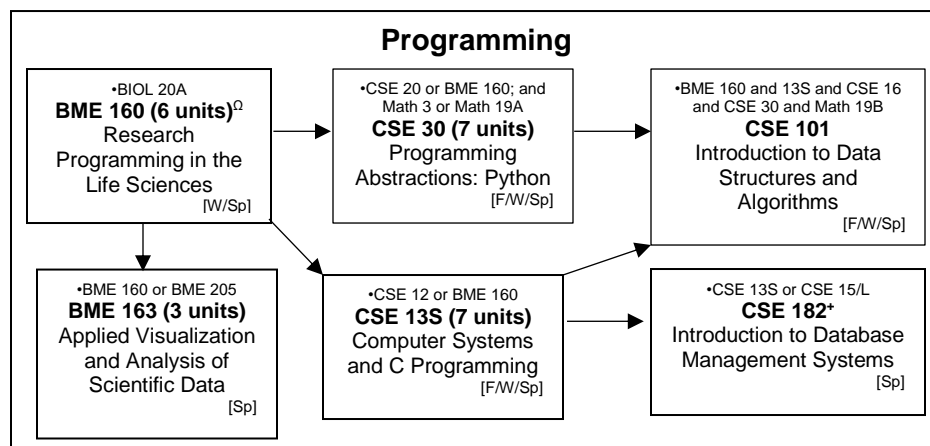 Programming
•BIOL 20A
BME 160 (6 units)Ω
Research
Programming in the
Life Sciences
[W/Sp]
•CSE 20 or BME 160; and
Math 3 or Math 19A
CSE 30 (7 units)
Programming
Abstractions: Python
[F/W/Sp]
•BME 160 and 13S and CSE 16
and CSE 30 and Math 19B
CSE 101
Introduction to Data
Structures and
Algorithms
[F/W/Sp]
•BME 160 or BME 205
BME 163 (3 units)
Applied Visualization
and Analysis of
Scientific Data
[Sp]
•CSE 12 or BME 160
CSE 13S (7 units)
Computer Systems
and C Programming
[F/W/Sp]
•CSE 13S or CSE 15/L
CSE 182+
Introduction to Database
Management Systems
[Sp]